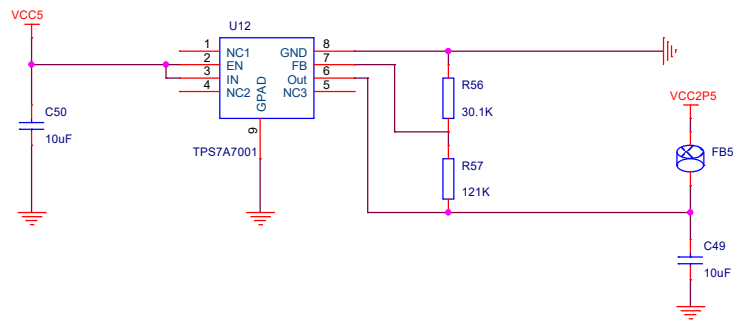 VCC5
U12
1 NC1 GND 8
2 EN FB 7
3 IN Out 6
4 NC2 NC3 5
GPAD
9
TPS7A7001
C50
10uF
R56
30.1K
R57
121K
VCC2P5
FB5
C49
10uF